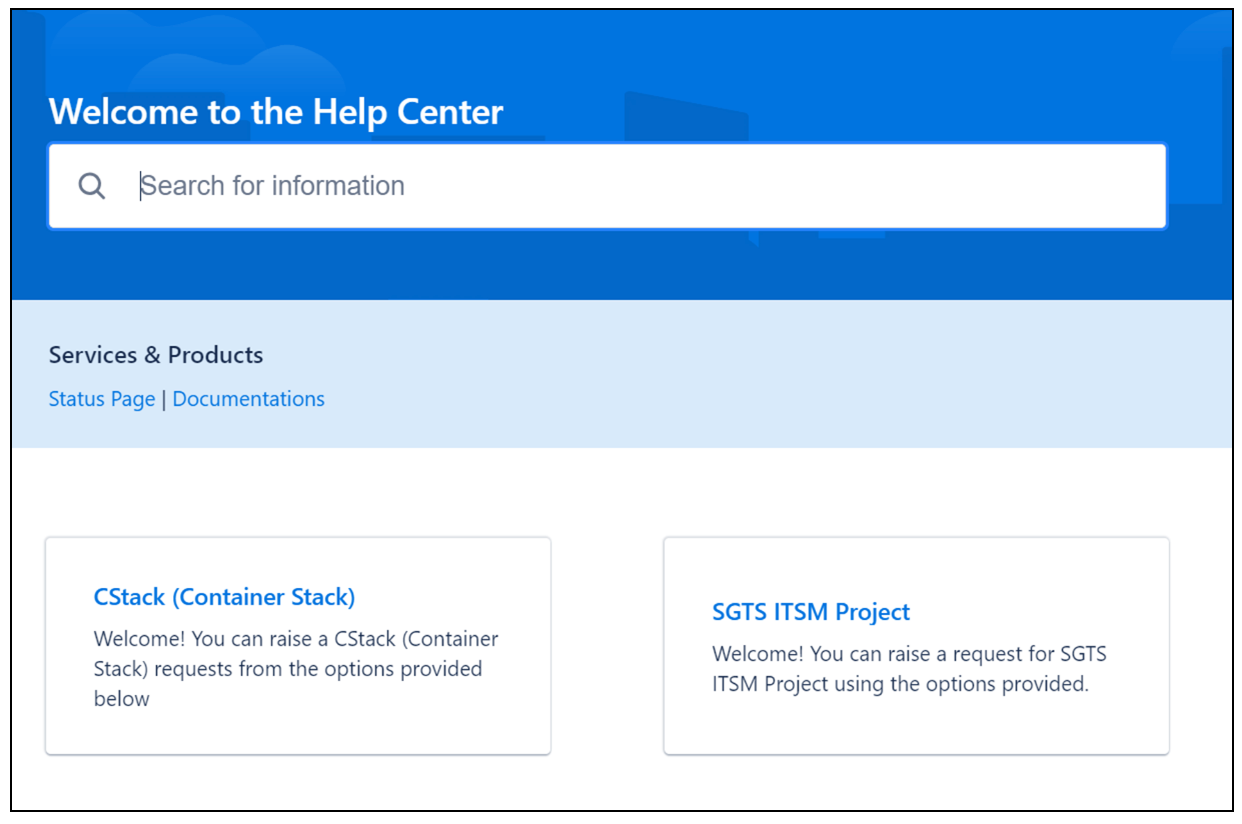 Welcome to the Help Center
Search for information
Services & Products
Status Page | Documentations
CStack (Container Stack)
Welcome! You can raise a CStack (Container
Stack) requests from the options provided
below
SGTS ITSM Project
Welcome! You can raise a request for SGTS
ITSM Project using the options provided.